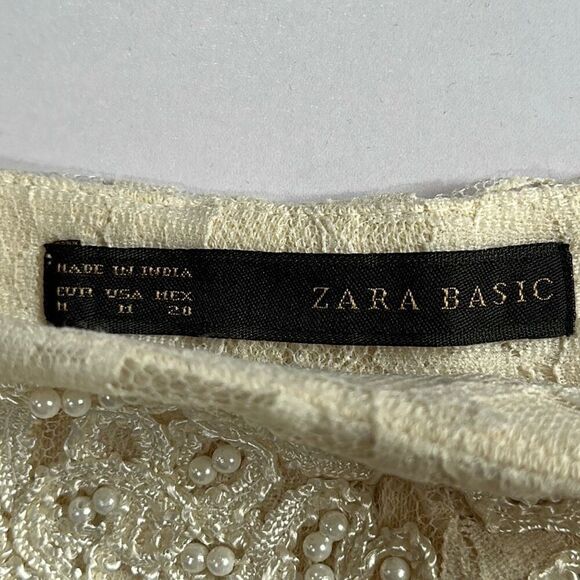 MADE IN INDIA
EUR USA MEX
M M 28
ZARA BASIC